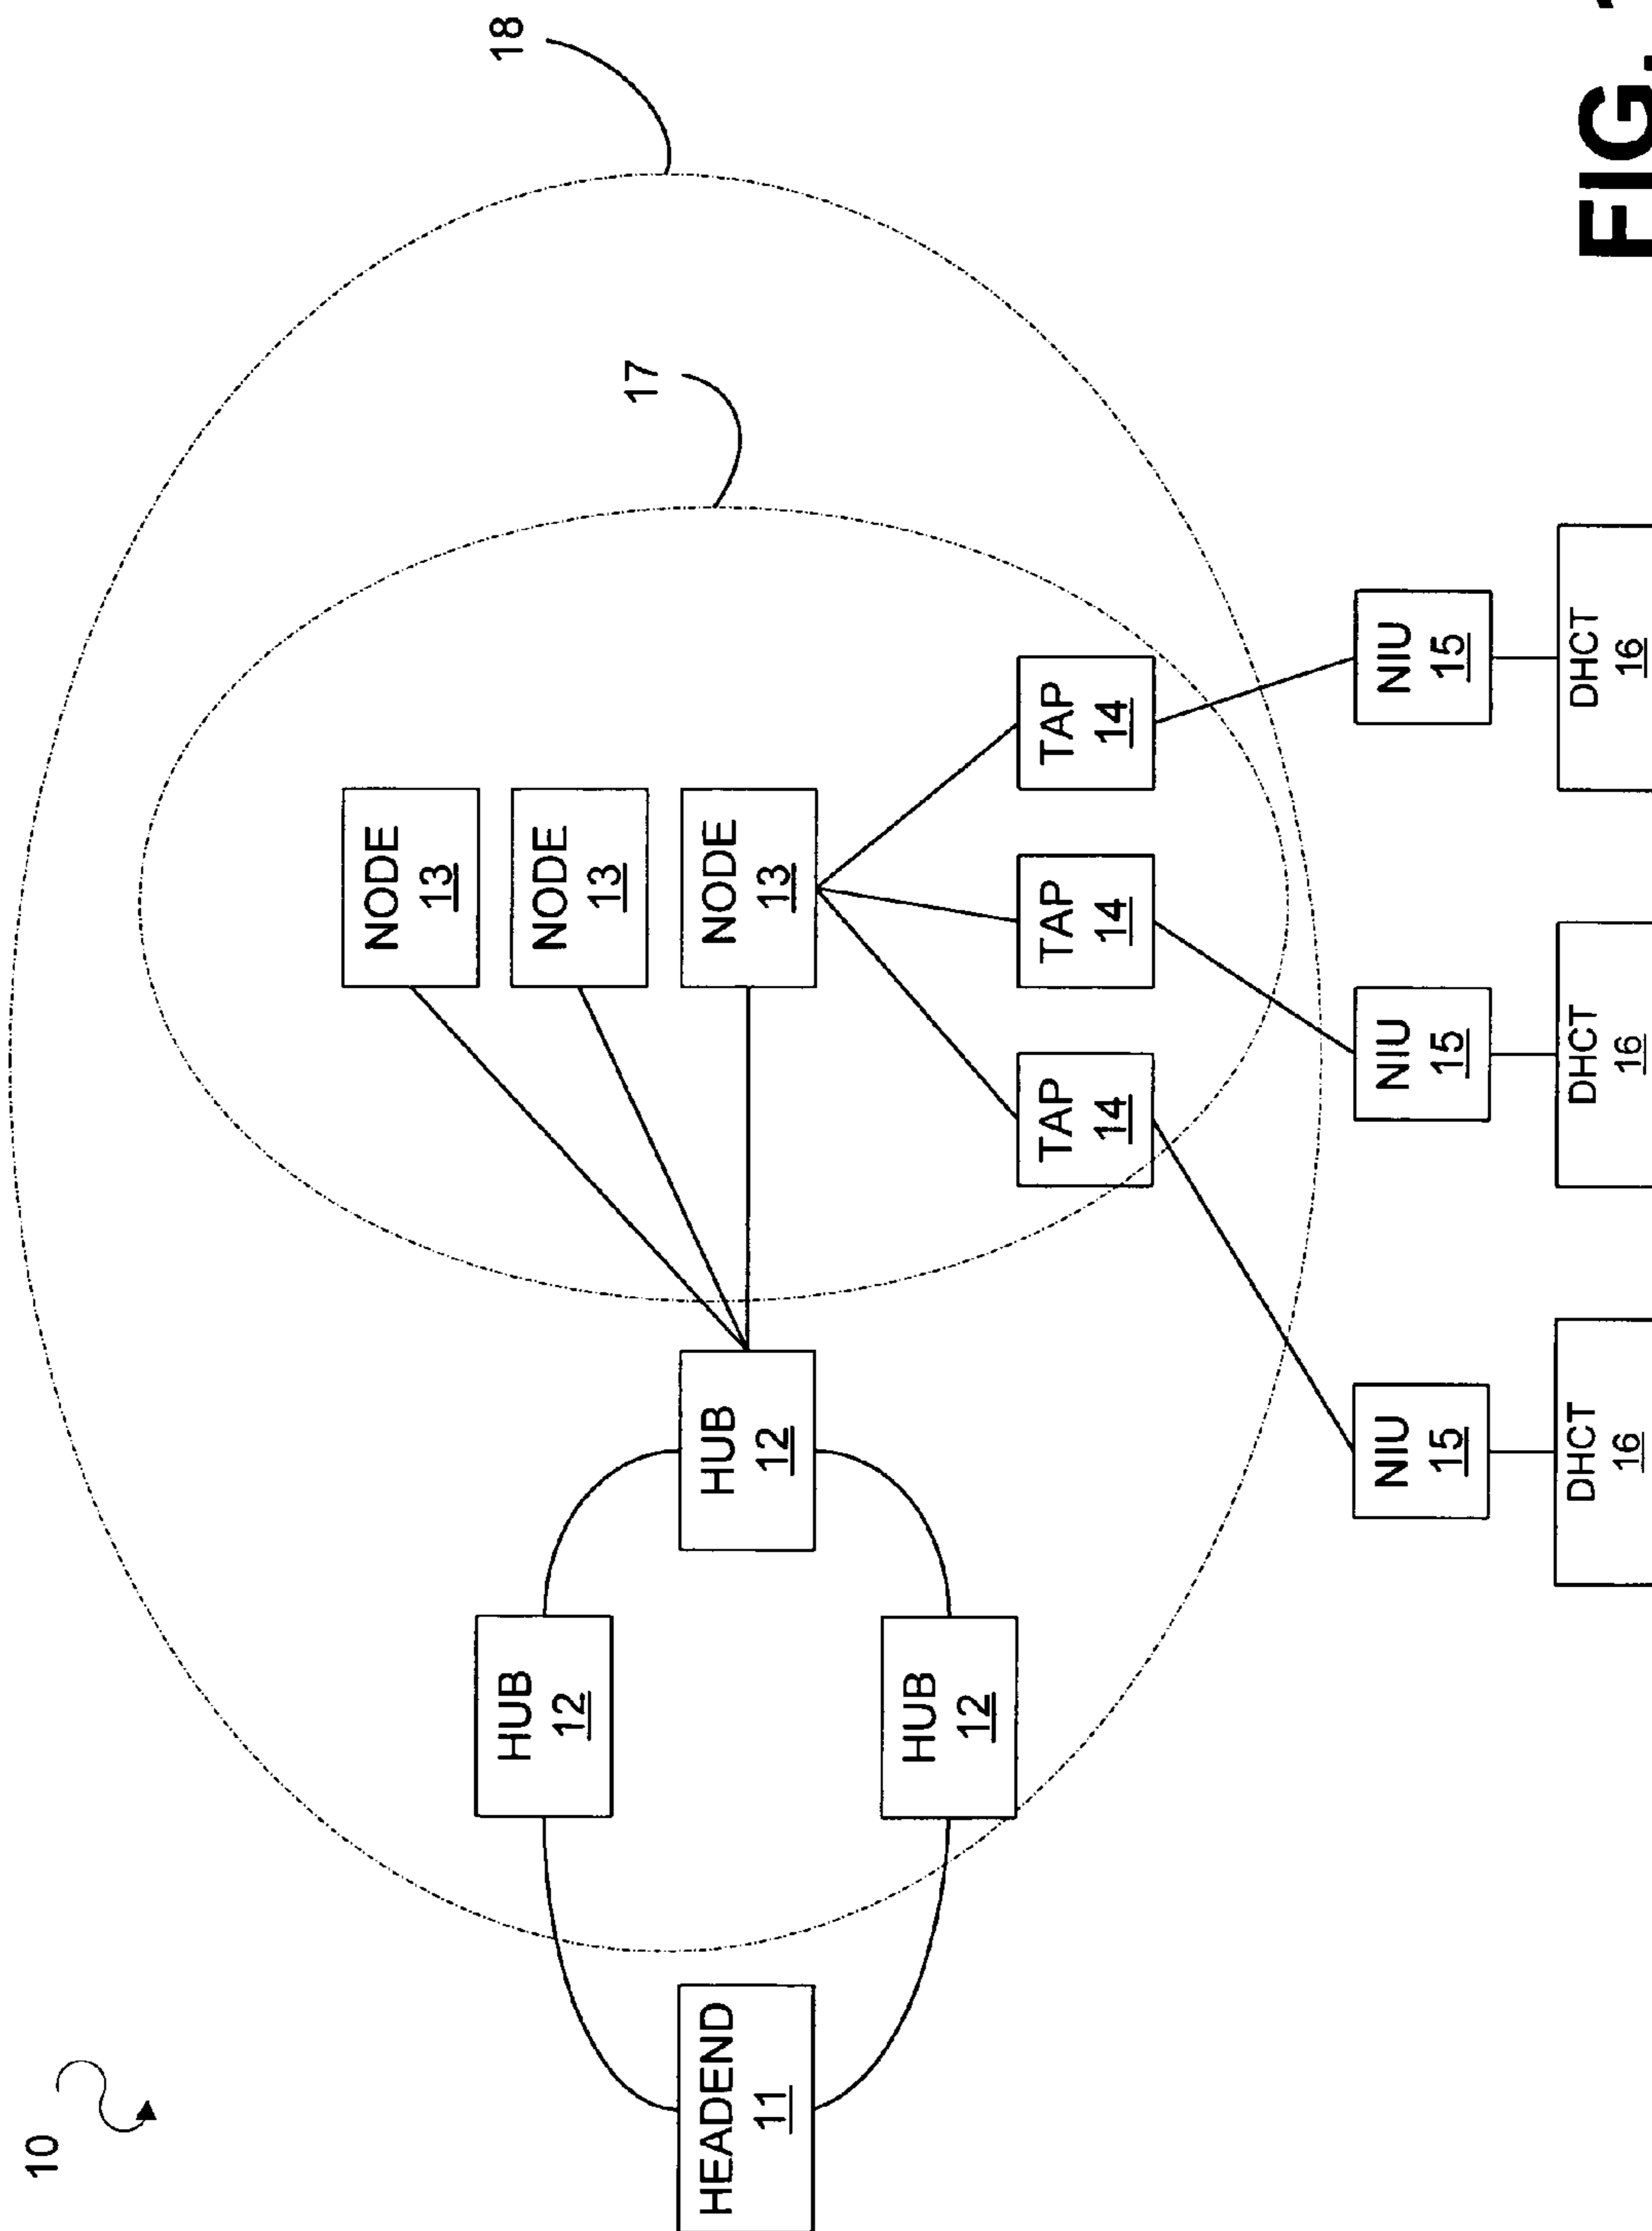 10
18
NODE
13
HUB
12
NODE
13
17
HEADEND
11
HUB
12
NODE
13
HUB
12
TAP
14
TAP
14
TAP
14
NIU
15
NIU
15
NIU
15
DHCT
16
DHCT
16
DHCT
16
FIG.